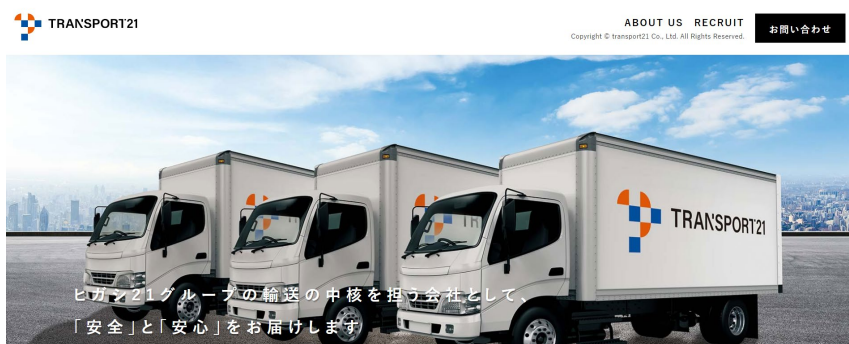 TRANSPORT21
ABOUT US RECRUIT
お問い合わせ
Copyright © transport21 Co., Ltd. All Rights Reserved.
TRANSPORT21
ヒガシ21グループの輸送の中核を担う会社として、
「安全」と「安心」をお届けします